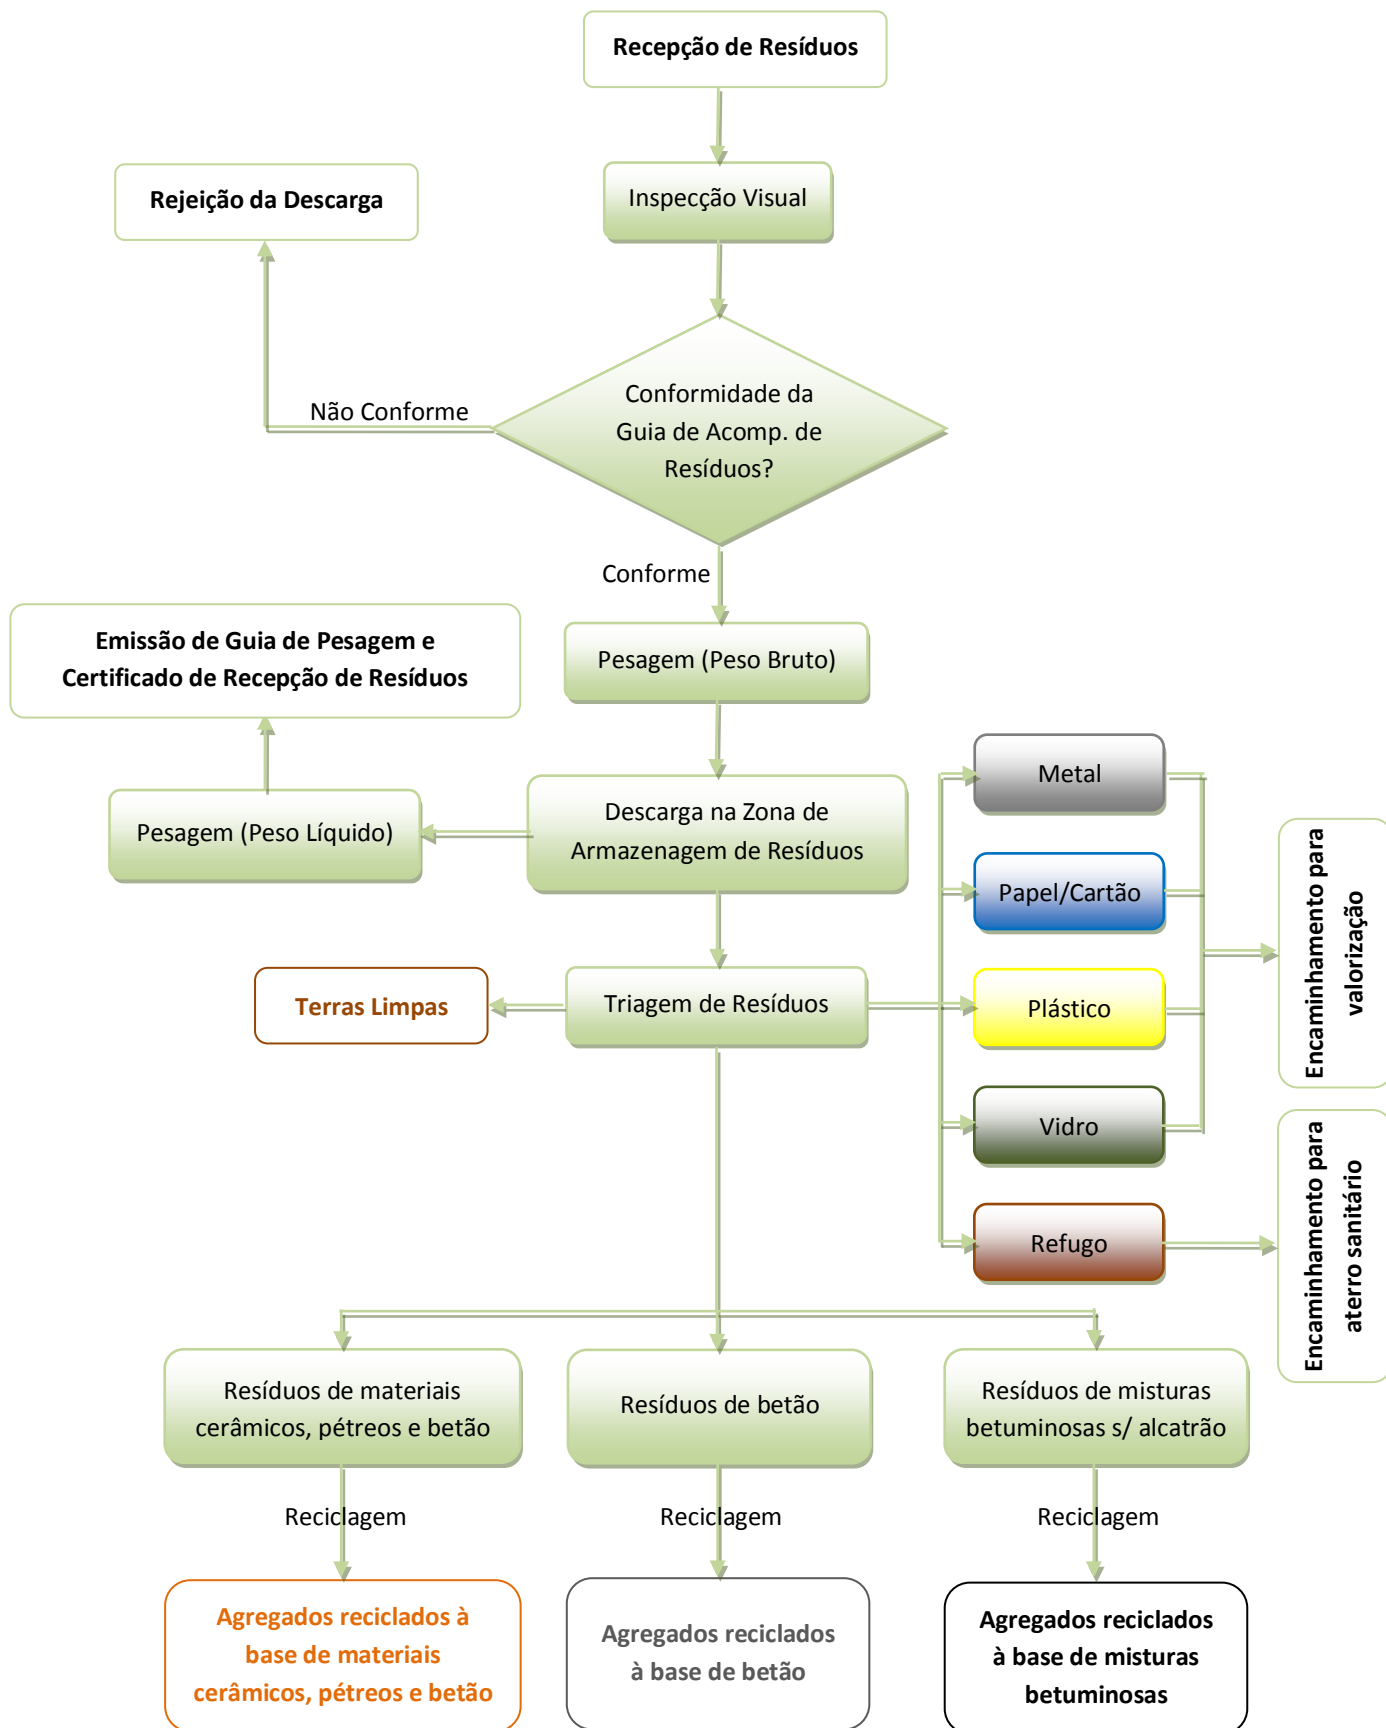 Recepção de Resíduos
Inspecção Visual
Rejeição da Descarga
Conformidade da
Guia de Acomp. de
Resíduos?
Não Conforme
Conforme
Emissão de Guia de Pesagem e
Certificado de Recepção de Resíduos
Pesagem (Peso Bruto)
Pesagem (Peso Líquido)
Descarga na Zona de
Armazenagem de Resíduos
Terras Limpas
Triagem de Resíduos
Metal
Papel/Cartão
Plástico
Vidro
Refugo
Encaminhamento para
valorização
Encaminhamento para
aterro sanitário
Resíduos de materiais
cerâmicos, pétreos e betão
Resíduos de betão
Resíduos de misturas
betuminosas s/ alcatrão
Reciclagem
Reciclagem
Reciclagem
Agregados reciclados à
base de materiais
cerâmicos, pétreos e betão
Agregados reciclados
à base de betão
Agregados reciclados
à base de misturas
betuminosas